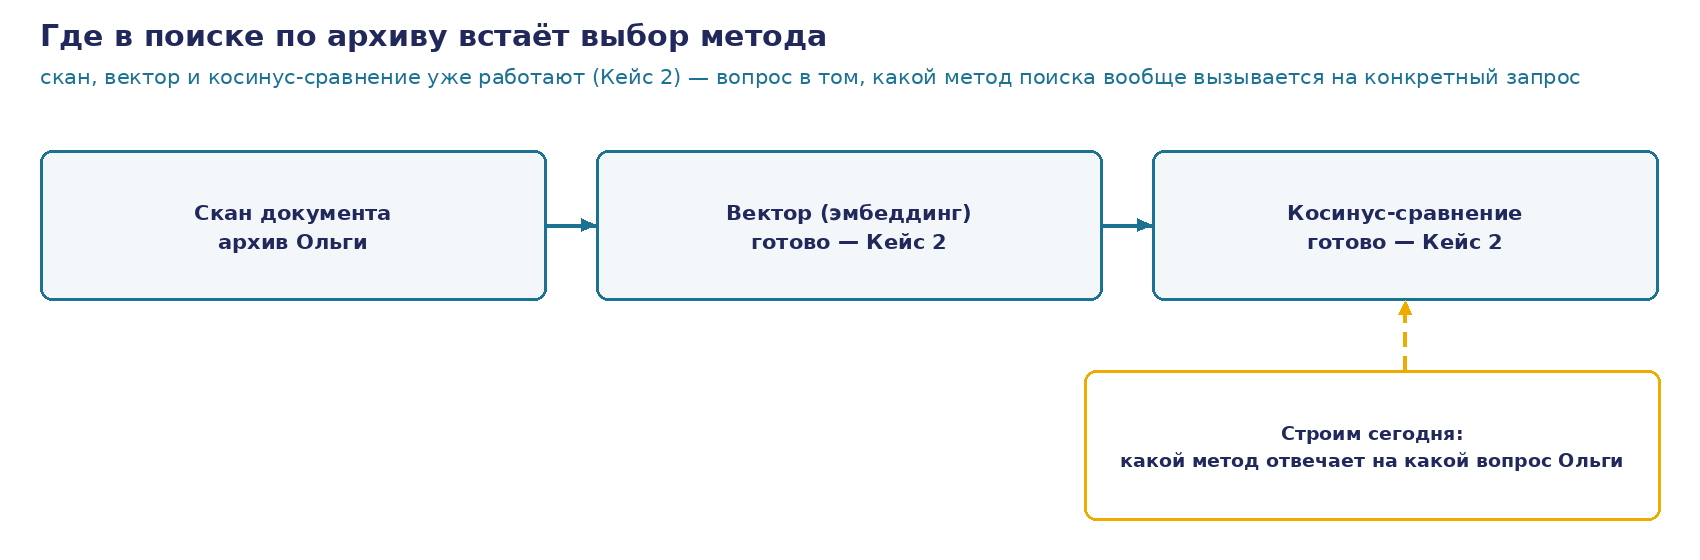 Где в поиске по архиву встаёт выбор метода
скан, вектор и косинус-сравнение уже работают (Кейс 2) — вопрос в том, какой метод поиска вообще вызывается на конкретный запрос
Скан документа
архив Ольги
Вектор (эмбеддинг)
готово — Кейс 2
Косинус-сравнение
готово — Кейс 2
Строим сегодня:
какой метод отвечает на какой вопрос Ольги